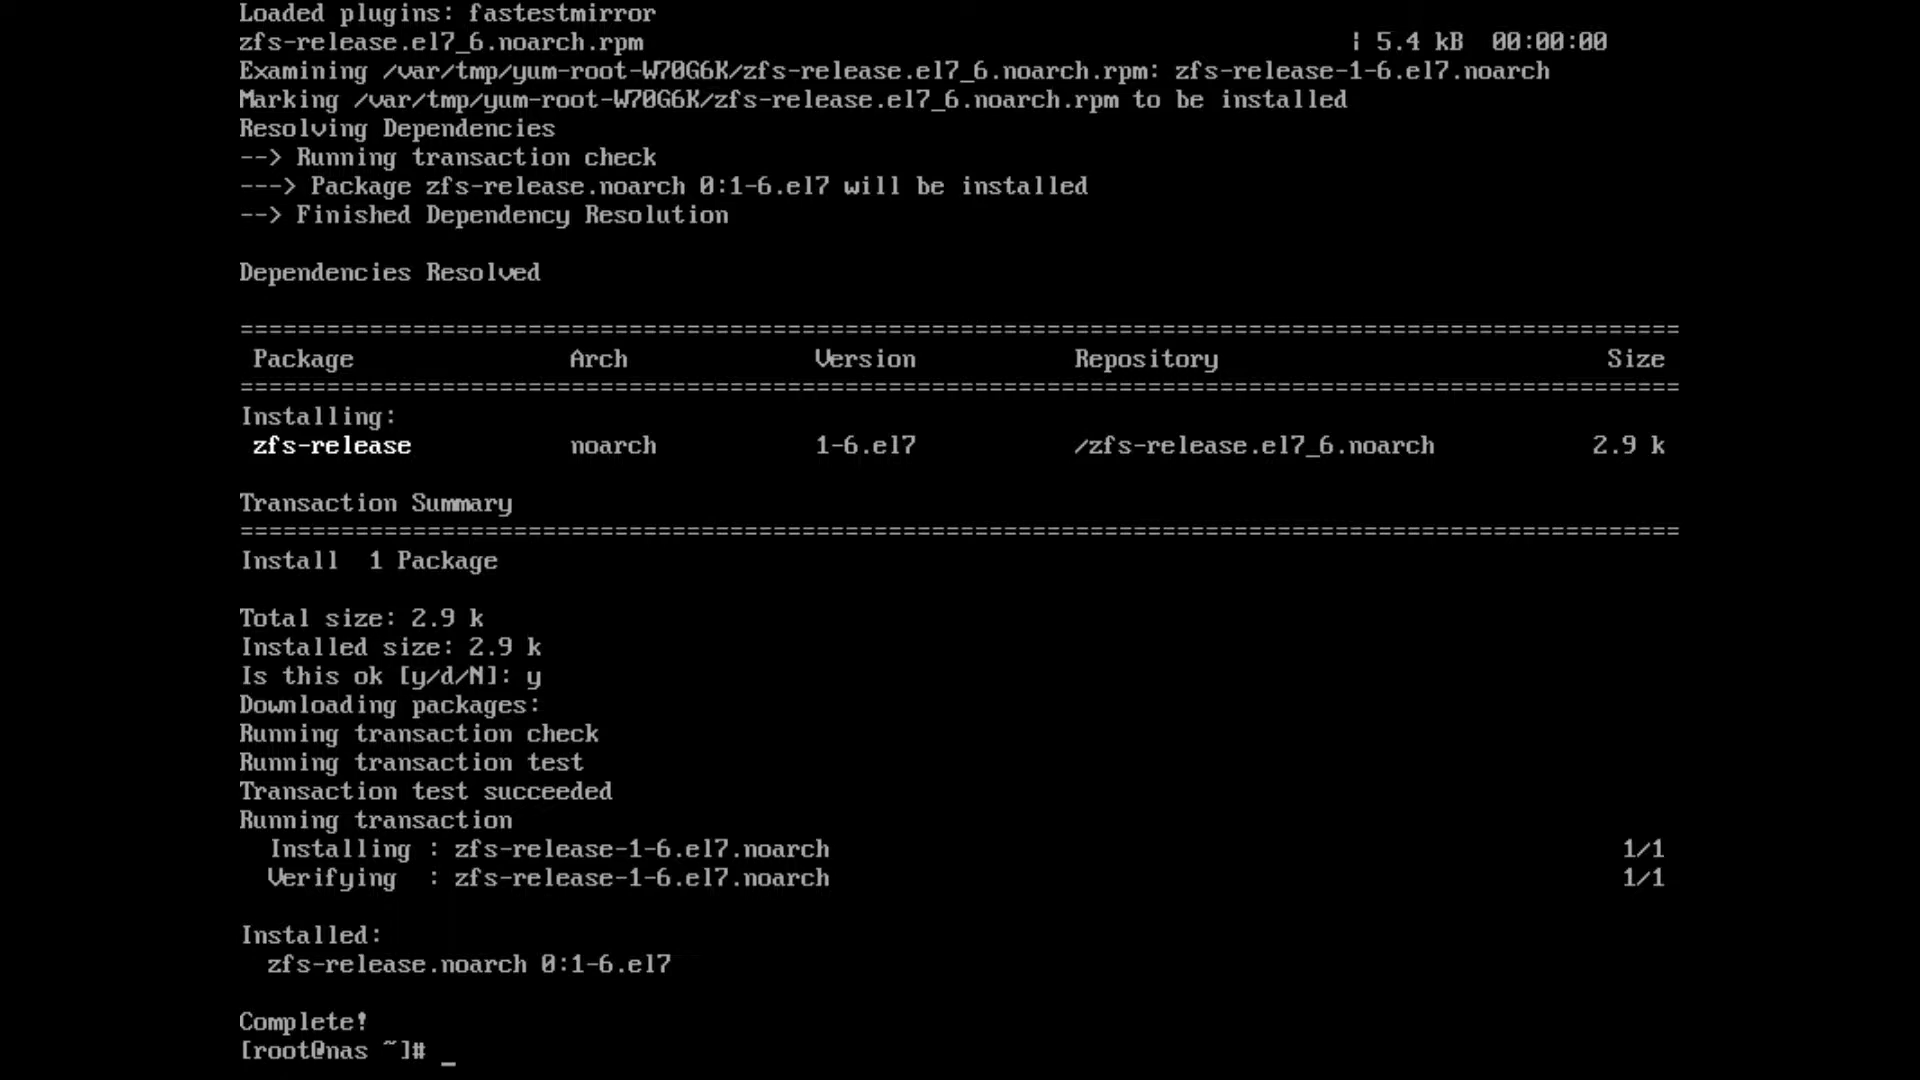 Loaded plugins: fastestmirror
zfs-release.el7_6.noarch.rpm | 5.4 kB 00:00:00
Examining /var/tmp/yum-root-W70G6K/zfs-release.el7_6.noarch.rpm: zfs-release-1-6.el7.noarch
Marking /var/tmp/yum-root-W70G6K/zfs-release.el7_6.noarch.rpm to be installed
Resolving Dependencies
--> Running transaction check
---> Package zfs-release.noarch 0:1-6.el7 will be installed
--> Finished Dependency Resolution
Dependencies Resolved
====================================================================================================
Package Arch Version Repository Size
====================================================================================================
Installing:
zfs-release noarch 1-6.el7 /zfs-release.el7_6.noarch 2.9 k
Transaction Summary
====================================================================================================
Install 1 Package
Total size: 2.9 k
Installed size: 2.9 k
Is this ok [y/d/N]: y
Downloading packages:
Running transaction check
Running transaction test
Transaction test succeeded
Running transaction
Installing : zfs-release-1-6.el7.noarch 1/1
Verifying : zfs-release-1-6.el7.noarch 1/1
Installed:
zfs-release.noarch 0:1-6.el7
Complete!
[root@nas ~]# _